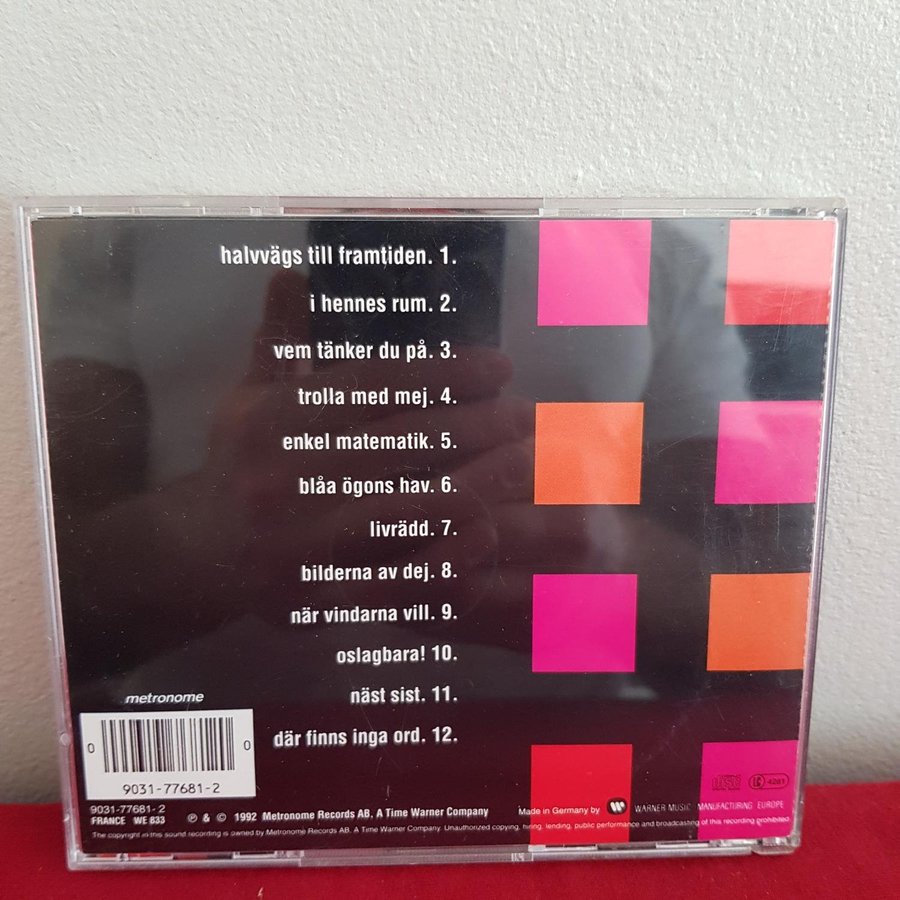 halvvägs till framtiden. 1.
i hennes rum. 2.
vem tänker du på. 3.
trolla med mej. 4.
enkel matematik. 5.
blåa ögons hav. 6.
livrädd. 7.
bilderna av dej. 8.
när vindarna vill. 9.
oslagbara! 10.
näst sist. 11.
där finns inga ord. 12.
metronome
0 0
9031-77681-2
9031-77681-2
FRANCE WE 833
℗ & © 1992 Metronome Records AB, A Time Warner Company
Made in Germany by WARNER MUSIC MANUFACTURING EUROPE
The copyright in this sound recording is owned by Metronome Records AB. A Time Warner Company. Unauthorized copying, hiring, lending, public performance and broadcasting of this recording prohibited